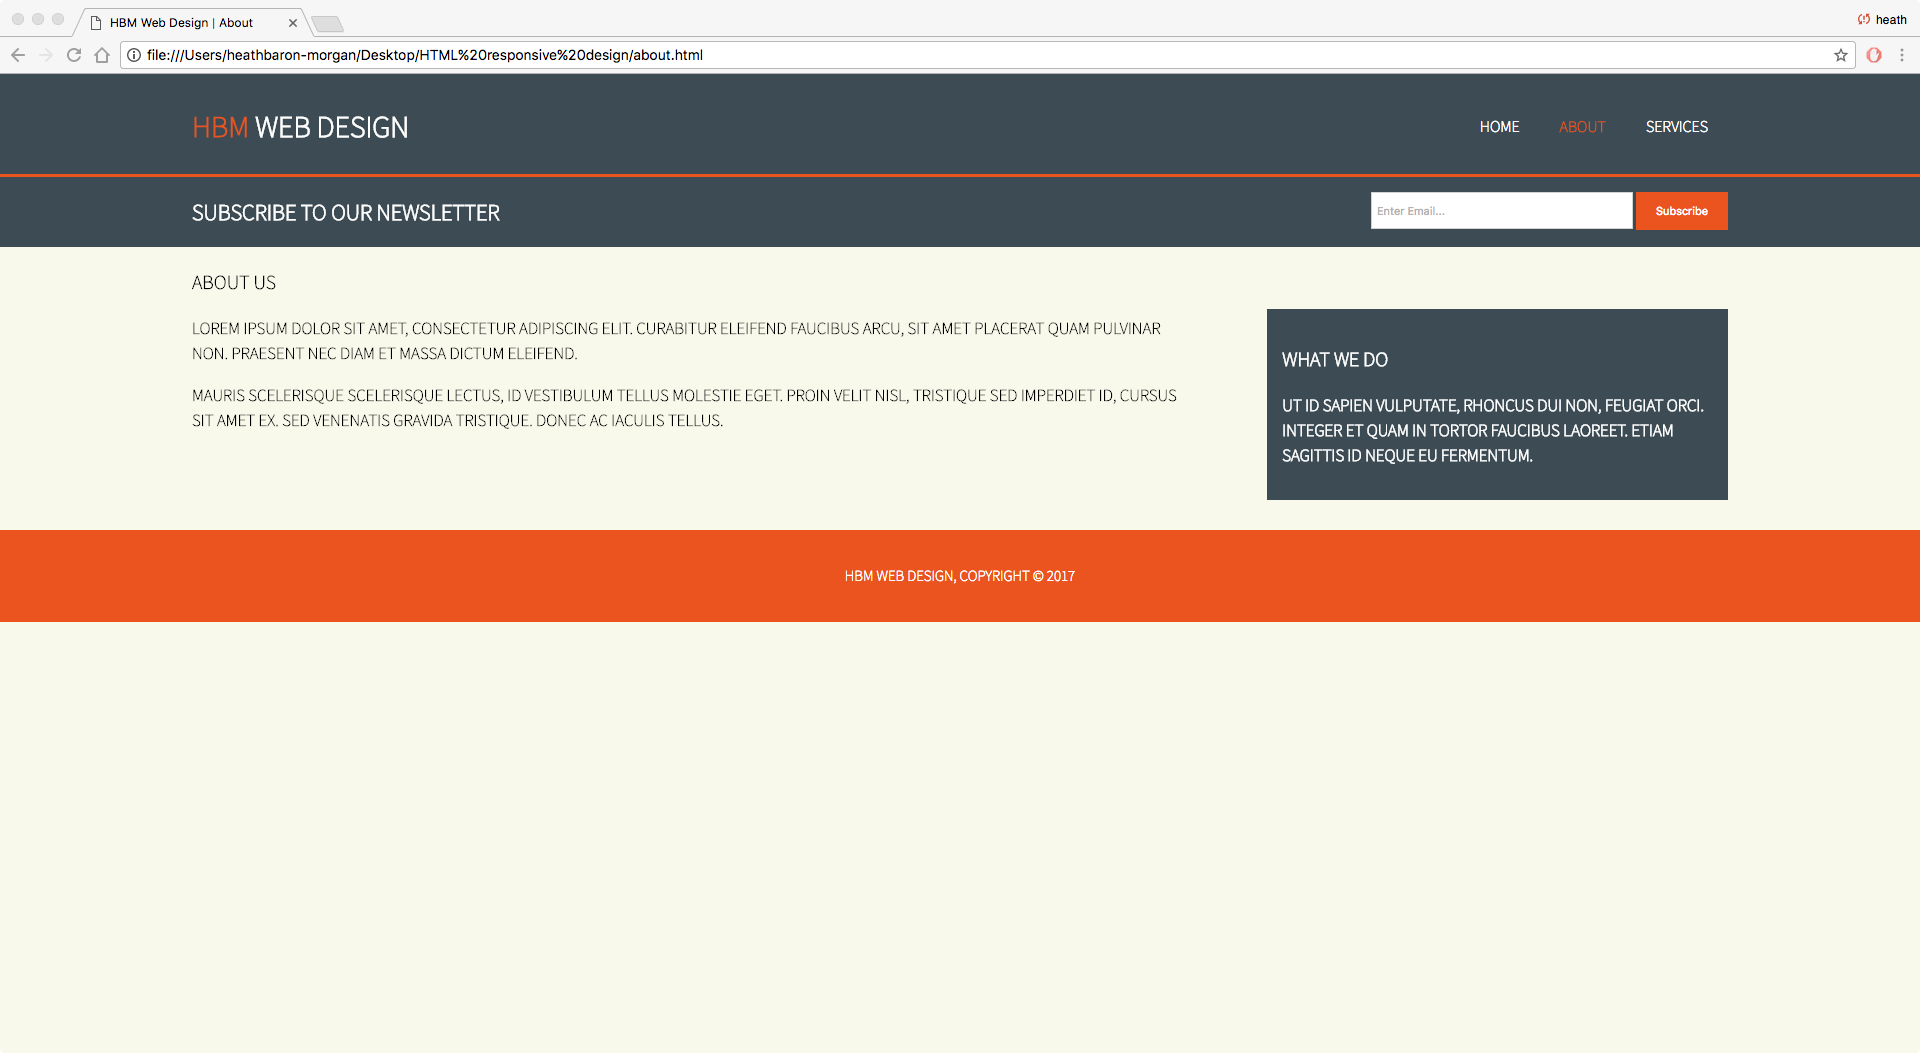 HBM Web Design | About
heath
file:///Users/heathbaron-morgan/Desktop/HTML%20responsive%20design/about.html
HBM WEB DESIGN
HOME ABOUT SERVICES
SUBSCRIBE TO OUR NEWSLETTER
Enter Email...
Subscribe
ABOUT US
LOREM IPSUM DOLOR SIT AMET, CONSECTETUR ADIPISCING ELIT. CURABITUR ELEIFEND FAUCIBUS ARCU, SIT AMET PLACERAT QUAM PULVINAR
NON. PRAESENT NEC DIAM ET MASSA DICTUM ELEIFEND.
MAURIS SCELERISQUE SCELERISQUE LECTUS, ID VESTIBULUM TELLUS MOLESTIE EGET. PROIN VELIT NISL, TRISTIQUE SED IMPERDIET ID, CURSUS
SIT AMET EX. SED VENENATIS GRAVIDA TRISTIQUE. DONEC AC IACULIS TELLUS.
WHAT WE DO
UT ID SAPIEN VULPUTATE, RHONCUS DUI NON, FEUGIAT ORCI.
INTEGER ET QUAM IN TORTOR FAUCIBUS LAOREET. ETIAM
SAGITTIS ID NEQUE EU FERMENTUM.
HBM WEB DESIGN, COPYRIGHT © 2017